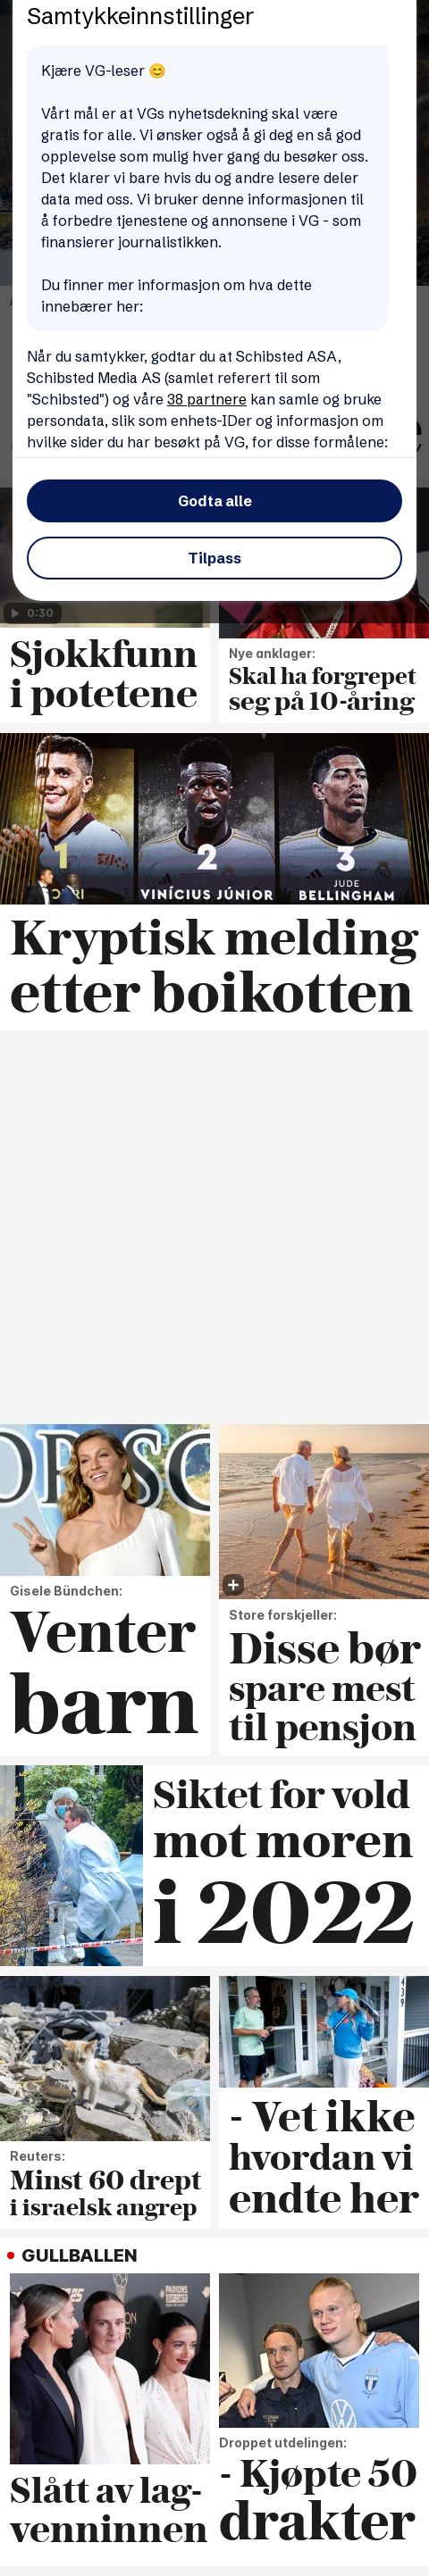 Samtykkeinnstillinger
Kjære VG-leser 😊
Vårt mål er at VGs nyhetsdekning skal være
gratis for alle. Vi ønsker også å gi deg en så god
opplevelse som mulig hver gang du besøker oss.
Det klarer vi bare hvis du og andre lesere deler
data med oss. Vi bruker denne informasjonen til
å forbedre tjenestene og annonsene i VG - som
finansierer journalistikken.
Du finner mer informasjon om hva dette
innebærer her:
Når du samtykker, godtar du at Schibsted ASA,
Schibsted Media AS (samlet referert til som
"Schibsted") og våre 38 partnere kan samle og bruke
persondata, slik som enhets-IDer og informasjon om
hvilke sider du har besøkt på VG, for disse formålene:
Godta alle
Tilpass
0:30
Sjokkfunn
i potetene
Nye anklager:
Skal ha forgrepet
seg på 10-åring
1
2
VINÍCIUS JÚNIOR
3
JUDE
BELLINGHAM
Kryptisk melding
etter boikotten
Gisele Bündchen:
Venter
barn
Store forskjeller:
Disse bør
spare mest
til pensjon
Siktet for vold
mot moren
i 2022
Reuters:
Minst 60 drept
i israelsk angrep
- Vet ikke
hvordan vi
endte her
GULLBALLEN
PARIONS
SPORT
Slått av lag-
venninnen
Droppet utdelingen:
- Kjøpte 50
drakter